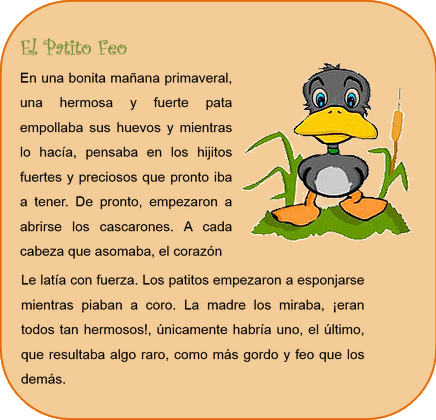 El Patito Feo
En una bonita mañana primaveral,
una hermosa y fuerte pata
empollaba sus huevos y mientras
lo hacía, pensaba en los hijitos
fuertes y preciosos que pronto iba
a tener. De pronto, empezaron a
abrirse los cascarones. A cada
cabeza que asomaba, el corazón
Le latía con fuerza. Los patitos empezaron a esponjarse
mientras piaban a coro. La madre los miraba, ¡eran
todos tan hermosos!, únicamente habría uno, el último,
que resultaba algo raro, como más gordo y feo que los
demás.